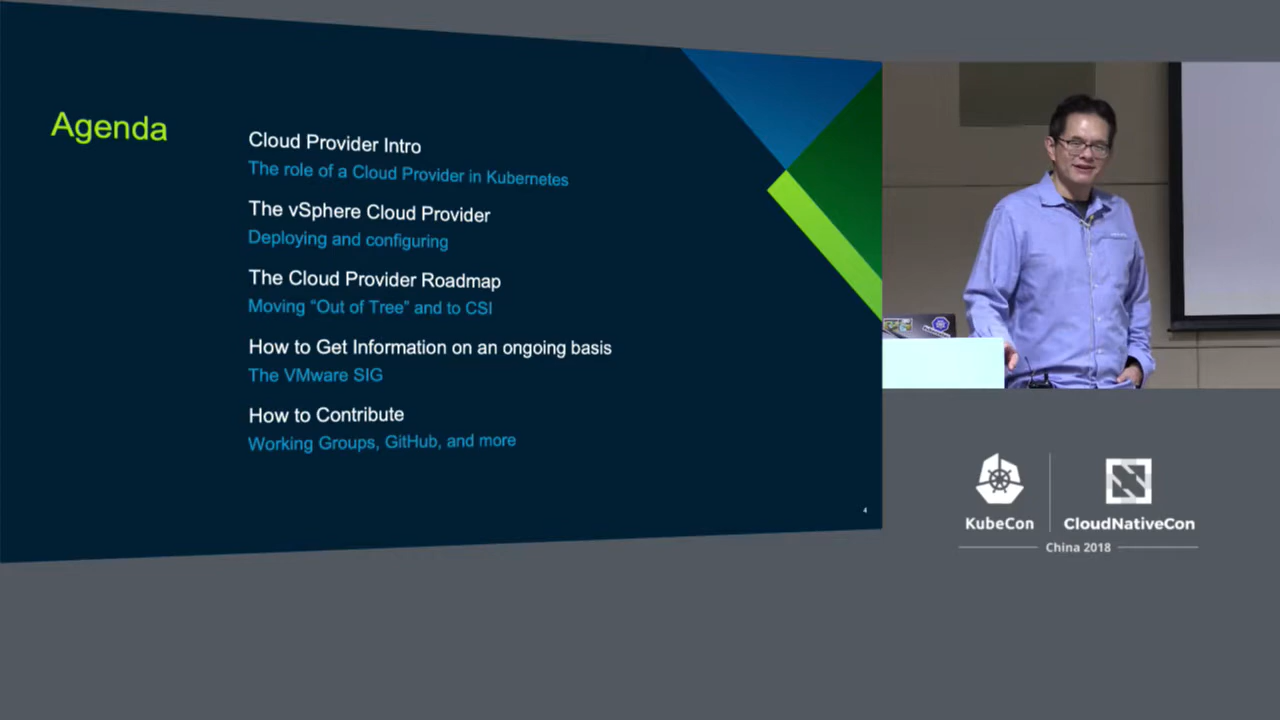 Agenda
Cloud Provider Intro
The role of a Cloud Provider in Kubernetes
The vSphere Cloud Provider
Deploying and configuring
The Cloud Provider Roadmap
Moving “Out of Tree” and to CSI
How to Get Information on an ongoing basis
The VMware SIG
How to Contribute
Working Groups, GitHub, and more
4
KubeCon
CloudNativeCon
China 2018